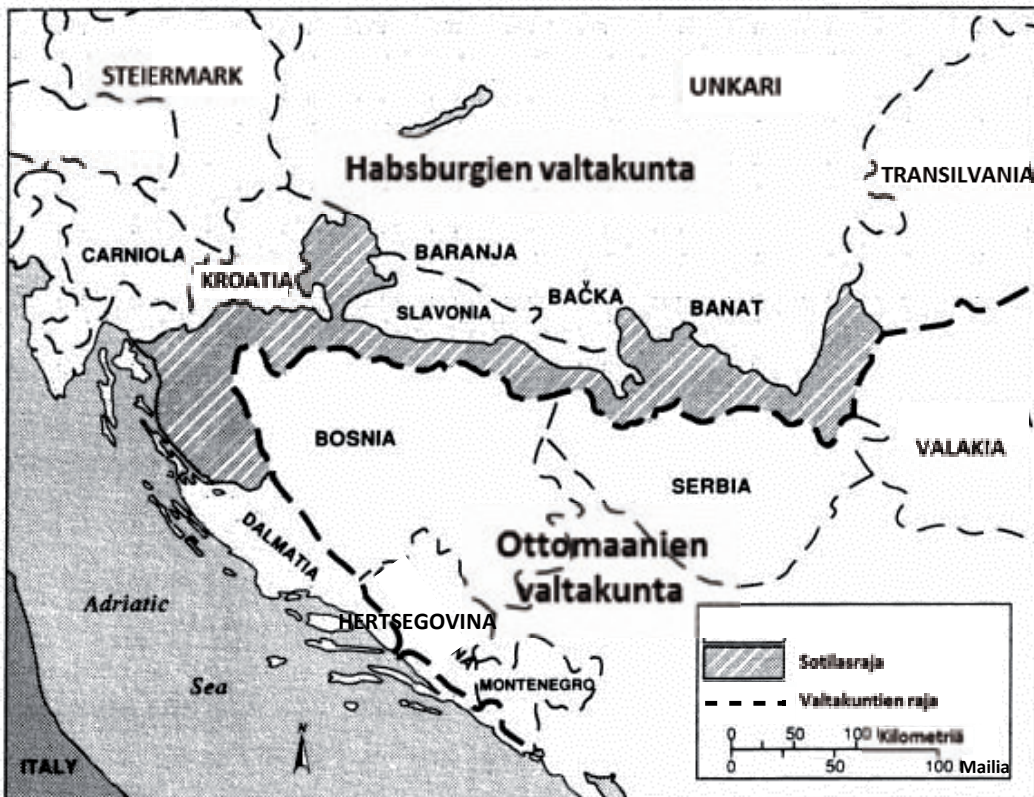 STEIERMARK
UNKARI
Habsburgien valtakunta
TRANSILVANIA
CARNIOLA
BARANJA
KROATIA
BAČKA
BANAT
SLAVONIA
BOSNIA
VALAKIA
SERBIA
DALMATIA
Ottomaanien
valtakunta
Adriatic
Sea
HERTSEGOVINA
NA
MONTENEGRO
N
ITALY
Sotilasraja
Valtakuntien raja
0 50 100 Kilometriä
0 50 100 Mailia